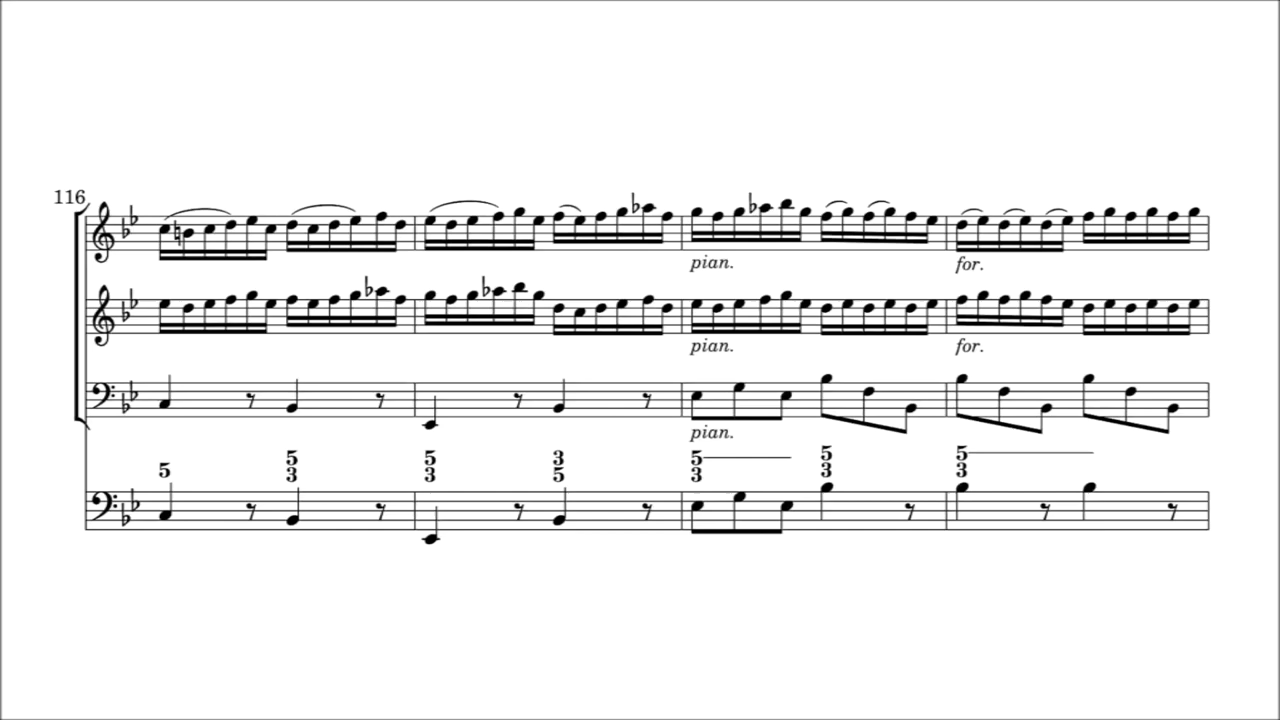 116
pian. for.
pian. for.
pian.
5 5 5 3 5 5 5
3 3 5 3 3 3